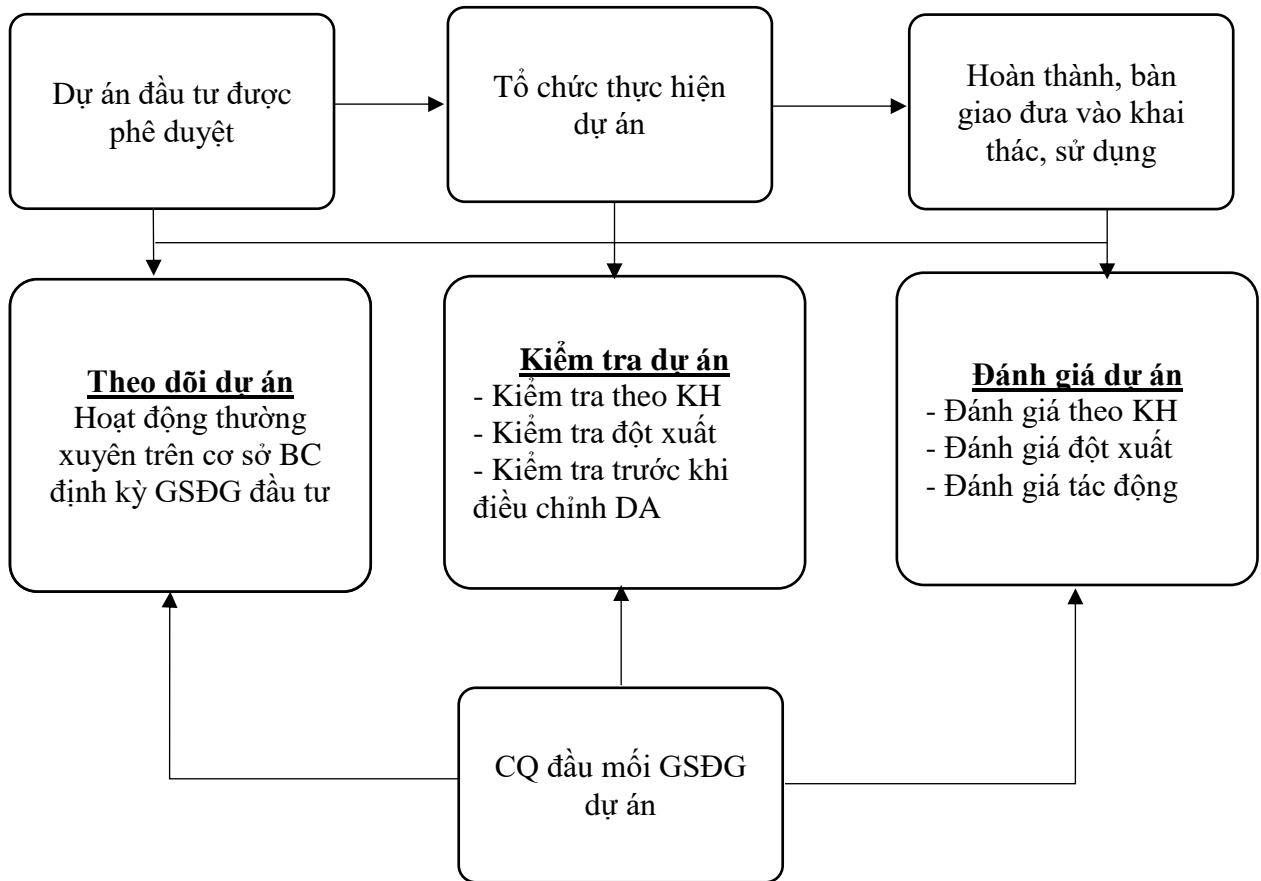 Dự án đầu tư được
phê duyệt
Tổ chức thực hiện
dự án
Hoàn thành, bàn
giao đưa vào khai
thác, sử dụng
Theo dõi dự án
Hoạt động thường
xuyên trên cơ sở BC
định kỳ GSĐG đầu tư
Kiểm tra dự án
- Kiểm tra theo KH
- Kiểm tra đột xuất
- Kiểm tra trước khi
điều chỉnh DA
Đánh giá dự án
- Đánh giá theo KH
- Đánh giá đột xuất
- Đánh giá tác động
CQ đầu mối GSĐG
dự án